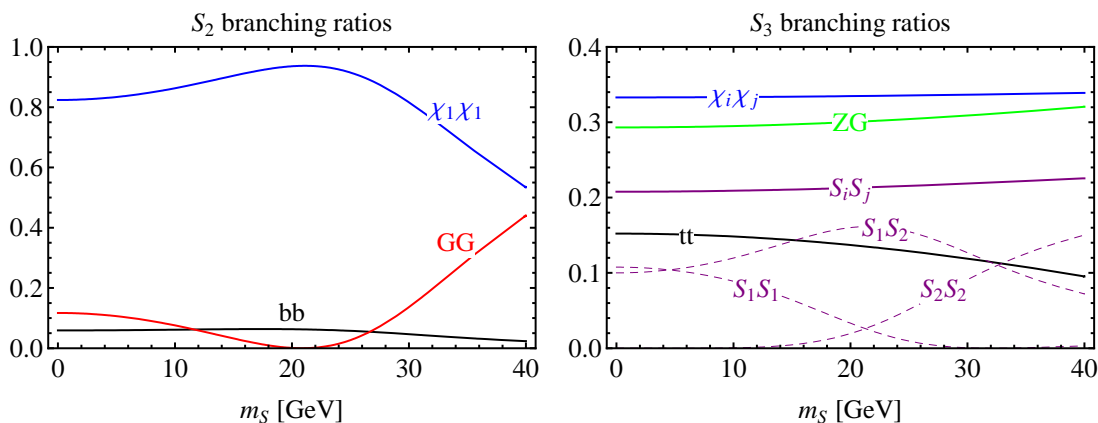 S₂ branching ratios
1.0
0.8
0.6
0.4
0.2
0.0
χ₁χ₁
GG
bb
0 10 20 30 40
m_S [GeV]
S₃ branching ratios
0.4
0.3
0.2
0.1
0.0
χᵢχⱼ
ZG
SᵢSⱼ
tt
S₁S₂
S₁S₁
S₂S₂
0 10 20 30 40
m_S [GeV]